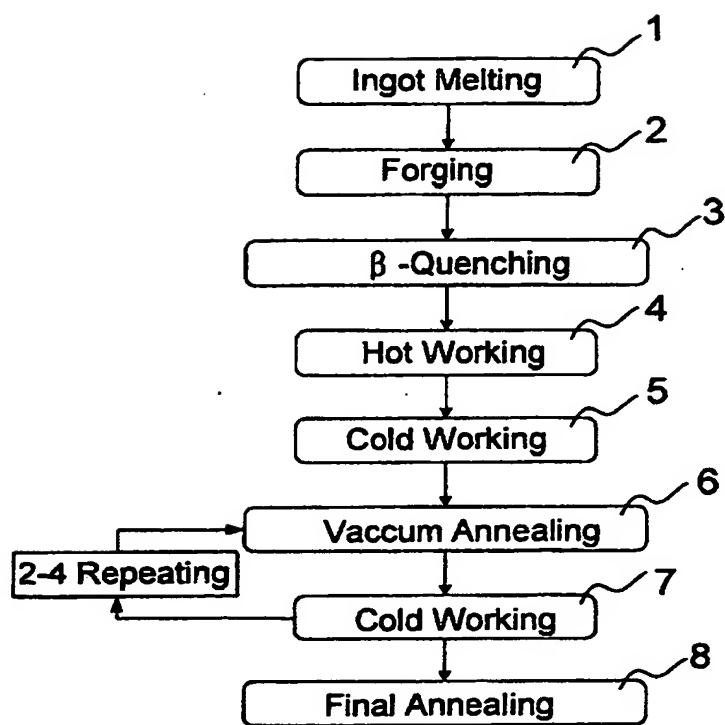 1
Ingot Melting
2
Forging
3
β -Quenching
4
Hot Working
5
Cold Working
6
Vaccum Annealing
2-4 Repeating
7
Cold Working
8
Final Annealing